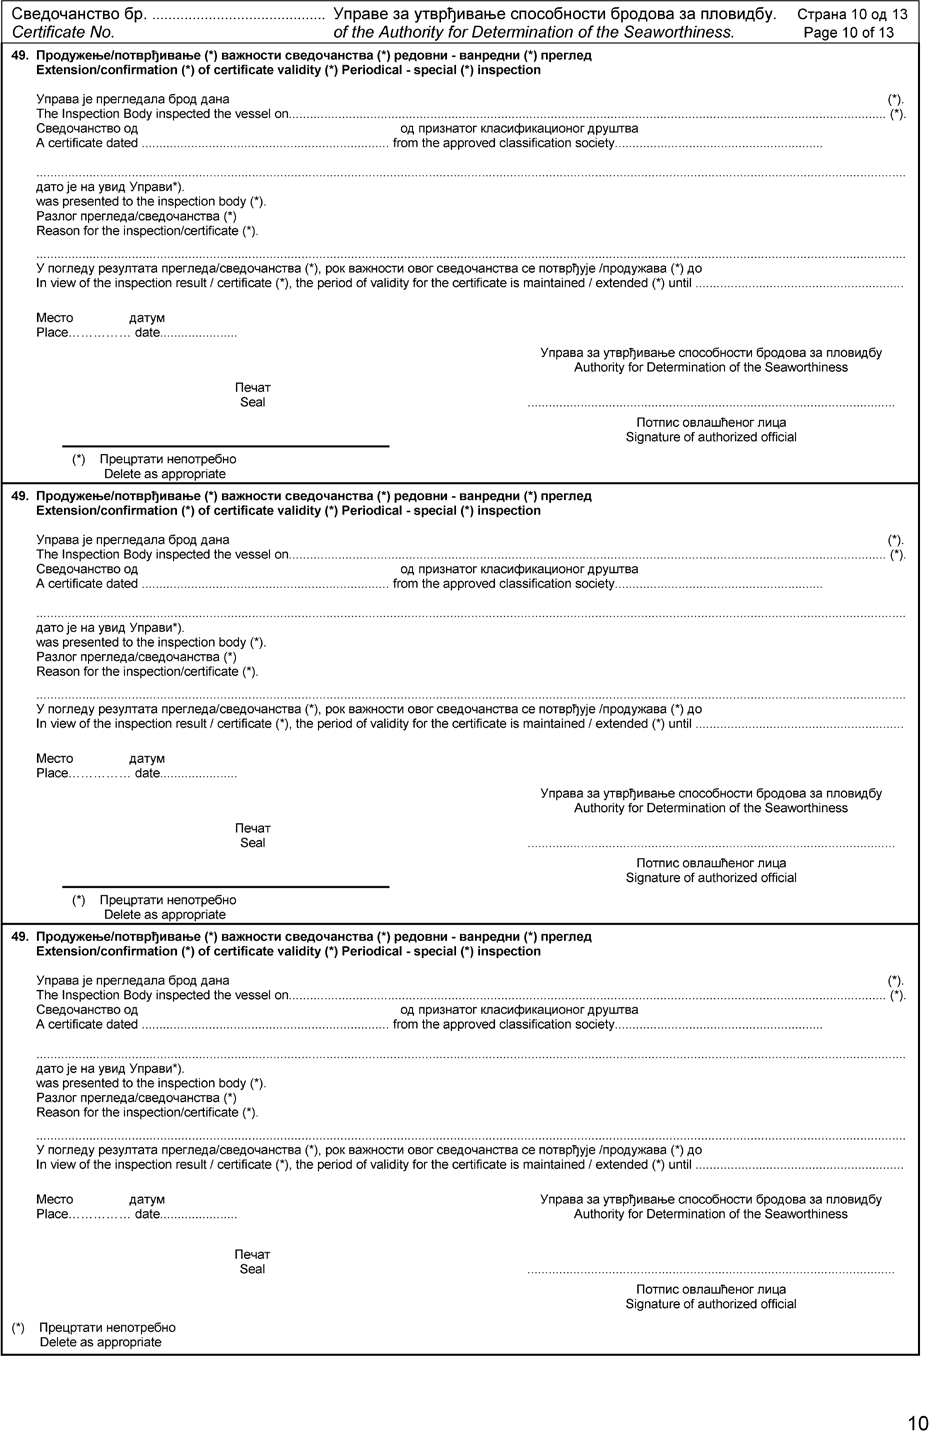 Сведочанство бр. .......................................... Управе за утврђивање способности бродова за пловидбу. Страна 10 од 13
Certificate No. of the Authority for Determination of the Seaworthiness. Page 10 of 13
49. Продужење/потврђивање (*) важности сведочанства (*) редовни - ванредни (*) преглед
Extension/confirmation (*) of certificate validity (*) Periodical - special (*) inspection
Управа је прегледала брод дана (*).
The Inspection Body inspected the vessel on.......................................... (*).
Сведочанство од од признатог класификационог друштва
A certificate dated .......................................... from the approved classification society..........................................
..........................................
дато је на увид Управи*).
was presented to the inspection body (*).
Разлог прегледа/сведочанства (*)
Reason for the inspection/certificate (*).
..........................................
У погледу резултата прегледа/сведочанства (*), рок важности овог сведочанства се потврђује /продужава (*) до
In view of the inspection result / certificate (*), the period of validity for the certificate is maintained / extended (*) until ..........................................
Место датум
Place…………… date......................
Управа за утврђивање способности бродова за пловидбу
Authority for Determination of the Seaworthiness
Печат
Seal ..........................................
Потпис овлашћеног лица
Signature of authorized official
(*) Прецртати непотребно
Delete as appropriate
49. Продужење/потврђивање (*) важности сведочанства (*) редовни - ванредни (*) преглед
Extension/confirmation (*) of certificate validity (*) Periodical - special (*) inspection
Управа је прегледала брод дана (*).
The Inspection Body inspected the vessel on.......................................... (*).
Сведочанство од од признатог класификационог друштва
A certificate dated .......................................... from the approved classification society..........................................
..........................................
дато је на увид Управи*).
was presented to the inspection body (*).
Разлог прегледа/сведочанства (*)
Reason for the inspection/certificate (*).
..........................................
У погледу резултата прегледа/сведочанства (*), рок важности овог сведочанства се потврђује /продужава (*) до
In view of the inspection result / certificate (*), the period of validity for the certificate is maintained / extended (*) until ..........................................
Место датум
Place…………… date......................
Управа за утврђивање способности бродова за пловидбу
Authority for Determination of the Seaworthiness
Печат
Seal ..........................................
Потпис овлашћеног лица
Signature of authorized official
(*) Прецртати непотребно
Delete as appropriate
49. Продужење/потврђивање (*) важности сведочанства (*) редовни - ванредни (*) преглед
Extension/confirmation (*) of certificate validity (*) Periodical - special (*) inspection
Управа је прегледала брод дана (*).
The Inspection Body inspected the vessel on.......................................... (*).
Сведочанство од од признатог класификационог друштва
A certificate dated .......................................... from the approved classification society..........................................
..........................................
дато је на увид Управи*).
was presented to the inspection body (*).
Разлог прегледа/сведочанства (*)
Reason for the inspection/certificate (*).
..........................................
У погледу резултата прегледа/сведочанства (*), рок важности овог сведочанства се потврђује /продужава (*) до
In view of the inspection result / certificate (*), the period of validity for the certificate is maintained / extended (*) until ..........................................
Место датум Управа за утврђивање способности бродова за пловидбу
Place…………… date...................... Authority for Determination of the Seaworthiness
Печат
Seal ..........................................
Потпис овлашћеног лица
Signature of authorized official
(*) Прецртати непотребно
Delete as appropriate
10